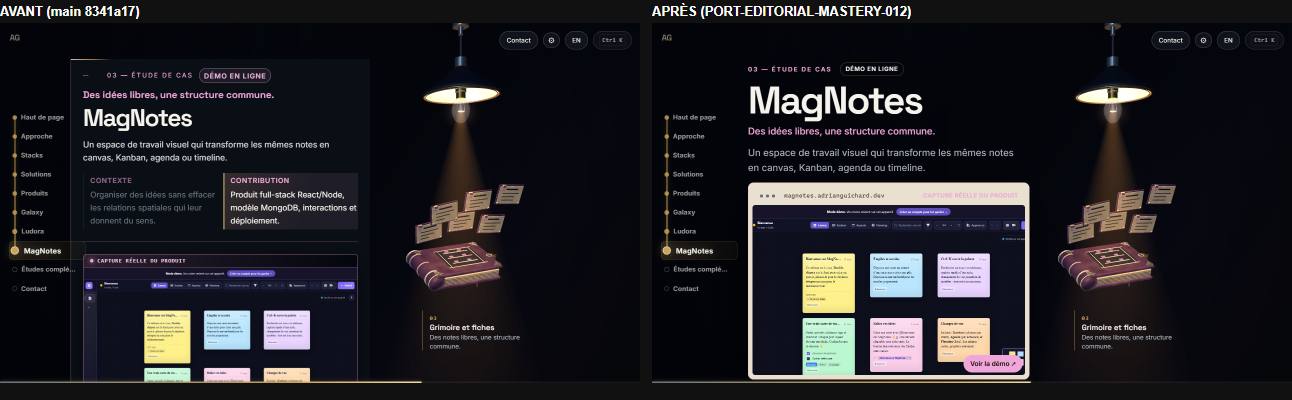 AVANT (main 8341a17)
AG
Contact
EN
Ctrl K
— 03 — ÉTUDE DE CAS DÉMO EN LIGNE
Des idées libres, une structure commune.
MagNotes
Un espace de travail visuel qui transforme les mêmes notes en
canvas, Kanban, agenda ou timeline.
CONTEXTE
Organiser des idées sans effacer
les relations spatiales qui leur
donnent du sens.
CONTRIBUTION
Produit full-stack React/Node,
modèle MongoDB, interactions et
déploiement.
CAPTURE RÉELLE DU PRODUIT
Haut de page
Approche
Stacks
Solutions
Produits
Galaxy
Ludora
MagNotes
Études complé...
Contact
03
Grimoire et fiches
Des notes libres, une structure
commune.
APRÈS (PORT-EDITORIAL-MASTERY-012)
AG
Contact
EN
Ctrl K
03 — ÉTUDE DE CAS DÉMO EN LIGNE
MagNotes
Des idées libres, une structure commune.
Un espace de travail visuel qui transforme les mêmes notes
en canvas, Kanban, agenda ou timeline.
magnotes.adrianguichard.dev
CAPTURE RÉELLE DU PRODUIT
Voir la démo ↗
Haut de page
Approche
Stacks
Solutions
Produits
Galaxy
Ludora
MagNotes
Études complé...
Contact
03
Grimoire et fiches
Des notes libres, une structure
commune.